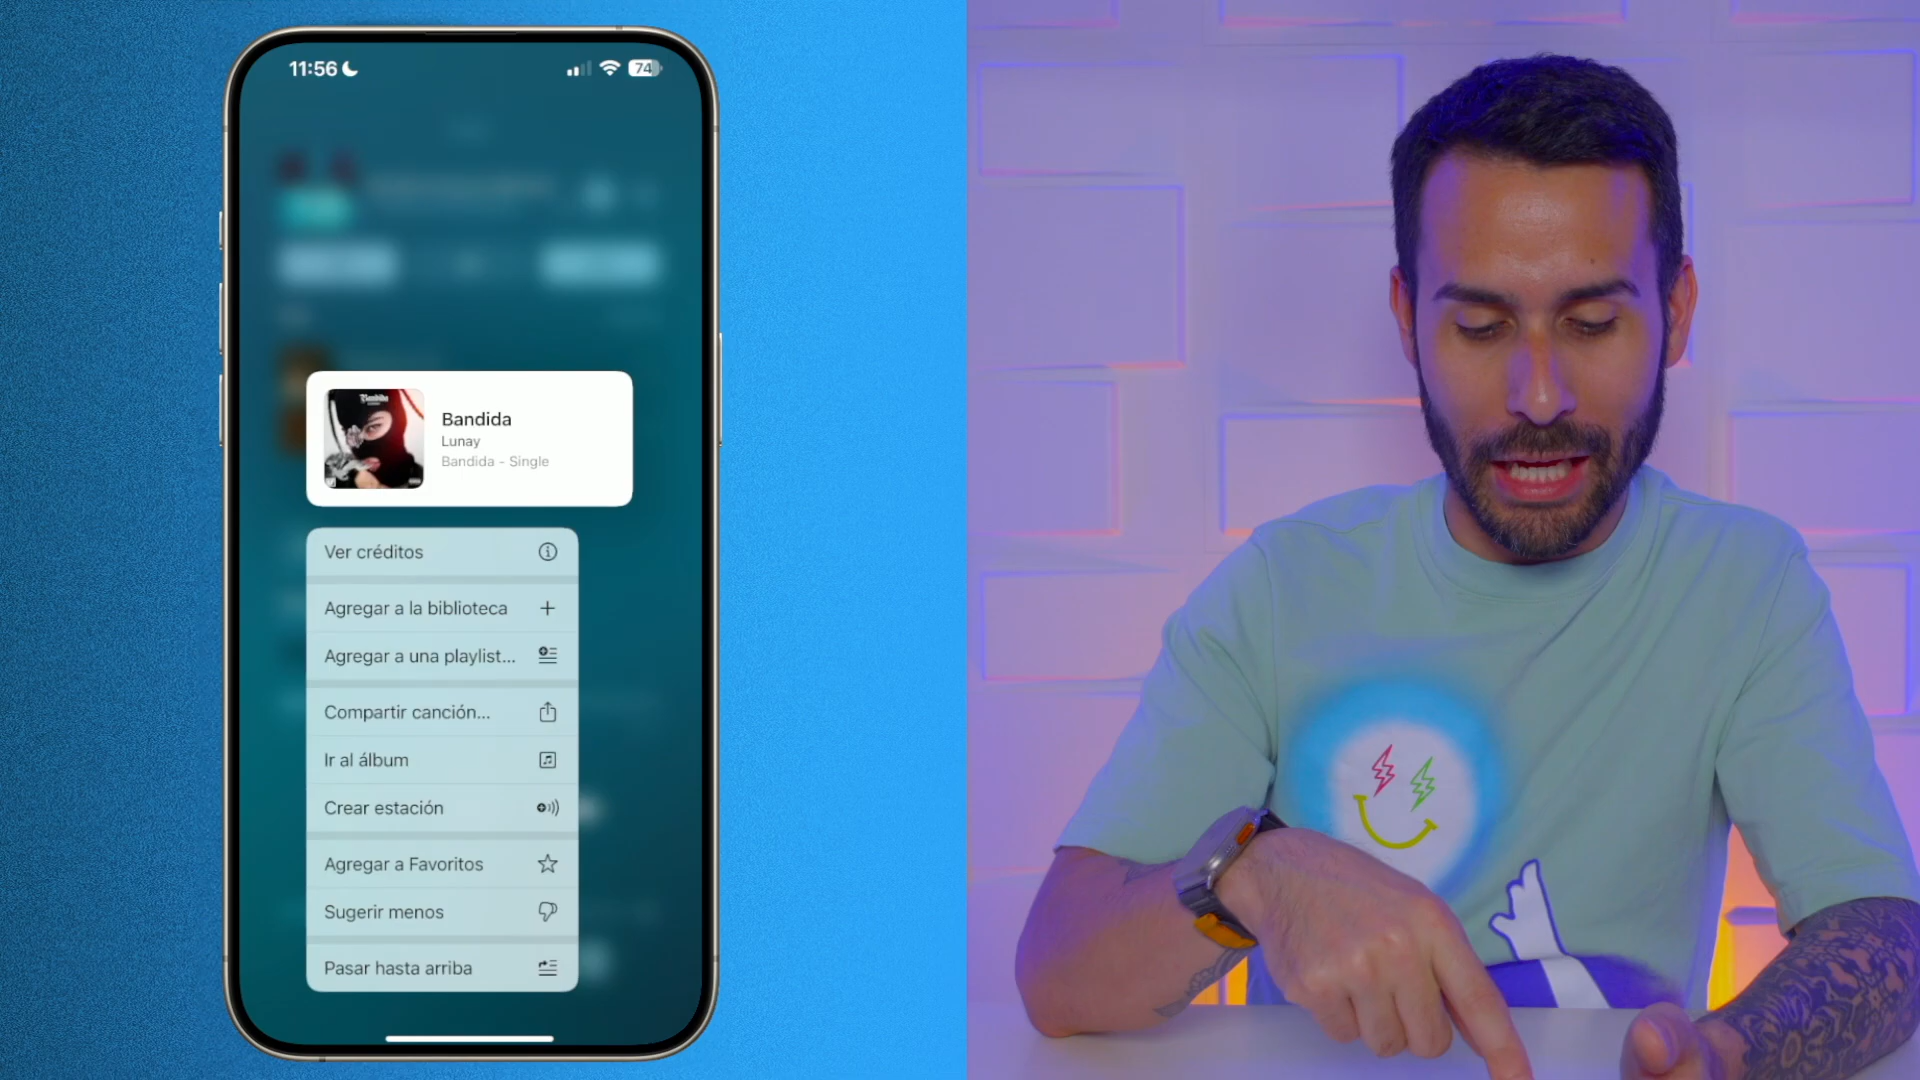 11:56
74
Bandida
Bandida
Lunay
Bandida - Single
Ver créditos
Agregar a la biblioteca
Agregar a una playlist...
Compartir canción...
Ir al álbum
Crear estación
Agregar a Favoritos
Sugerir menos
Pasar hasta arriba